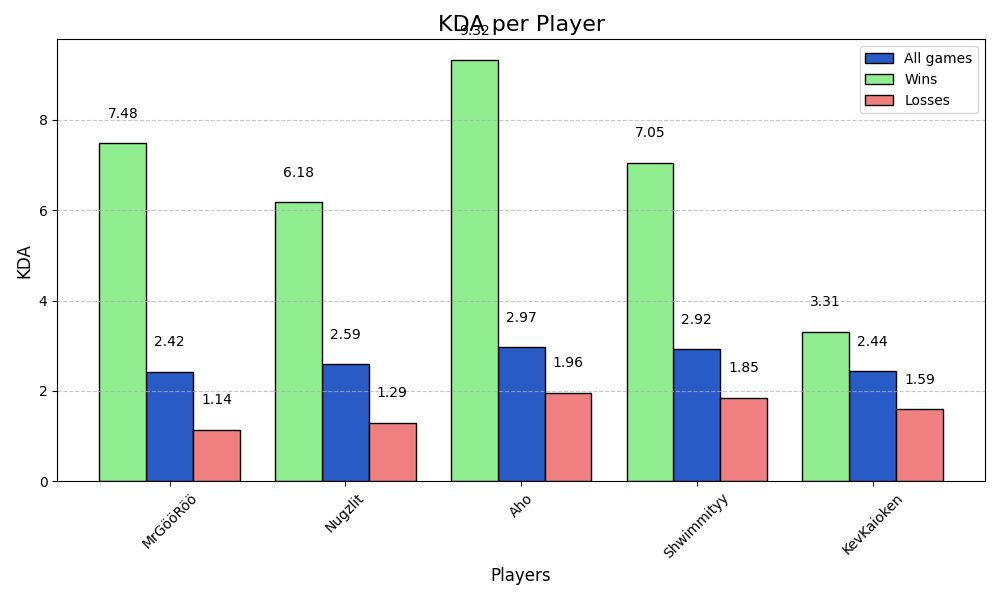 KDA per Player
9.32
All games
Wins
Losses
7.48
6.18
7.05
3.31
2.42
1.14
2.59
1.29
2.97
1.96
2.92
1.85
2.44
1.59
8
6
4
2
0
KDA
MrGööRöö
Nugzlit
Aho
Shwimmityy
KevKaioken
Players